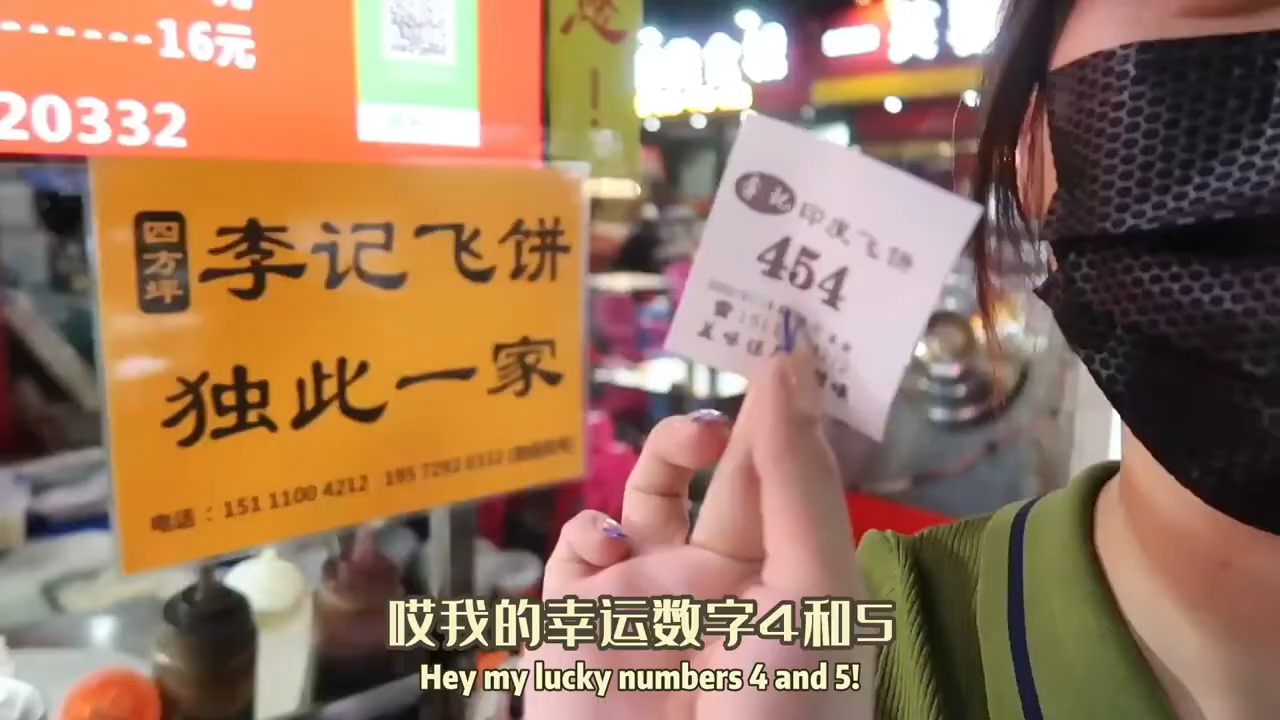 16元
20332
四方坪
李记飞饼
独此一家
电话：151 1100 4212 195 7292 0332
李记
印度飞饼
454
哎我的幸运数字4和5
Hey my lucky numbers 4 and 5!